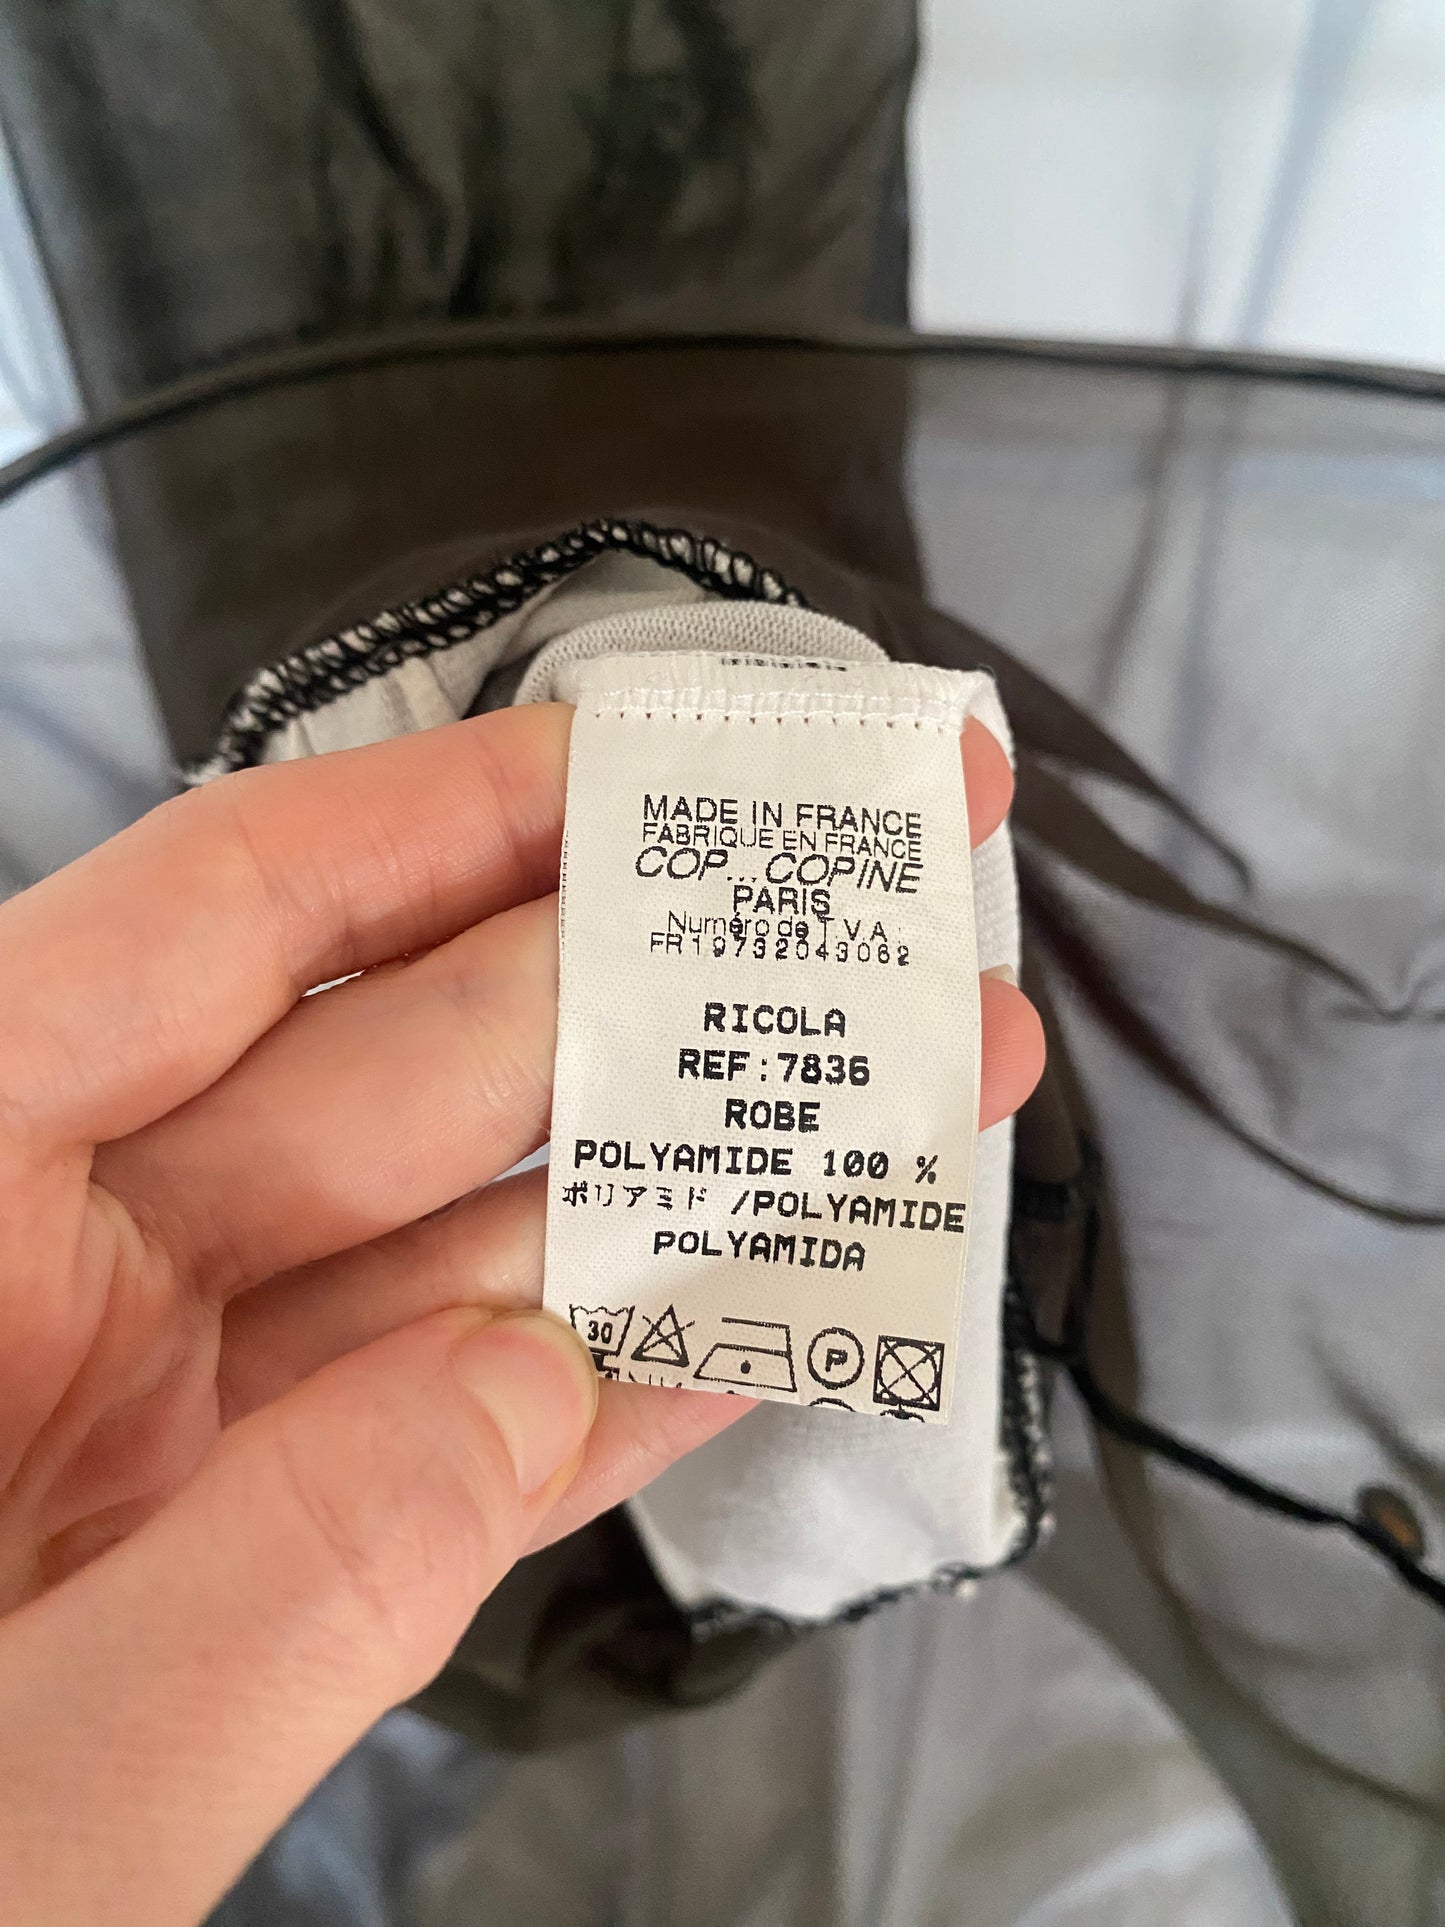 MADE IN FRANCE
FABRIQUE EN FRANCE
COP...COPINE
PARIS
Numéro de T.V.A :
FR19732043062
RICOLA
REF:7836
ROBE
POLYAMIDE 100 %
ポリアミド /POLYAMIDE
POLYAMIDA
30
P